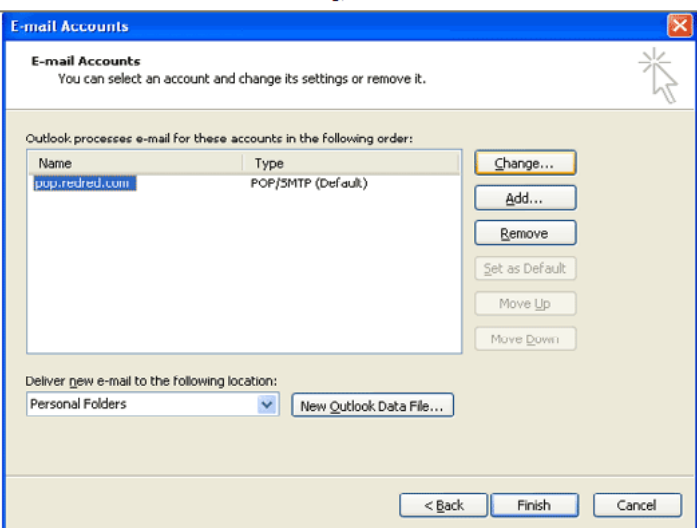 E-mail Accounts
E-mail Accounts
You can select an account and change its settings or remove it.
Outlook processes e-mail for these accounts in the following order:
Name Type
pop.redred.com POP/SMTP (Default)
Change...
Add...
Remove
Set as Default
Move Up
Move Down
Deliver new e-mail to the following location:
Personal Folders New Outlook Data File...
< Back Finish Cancel